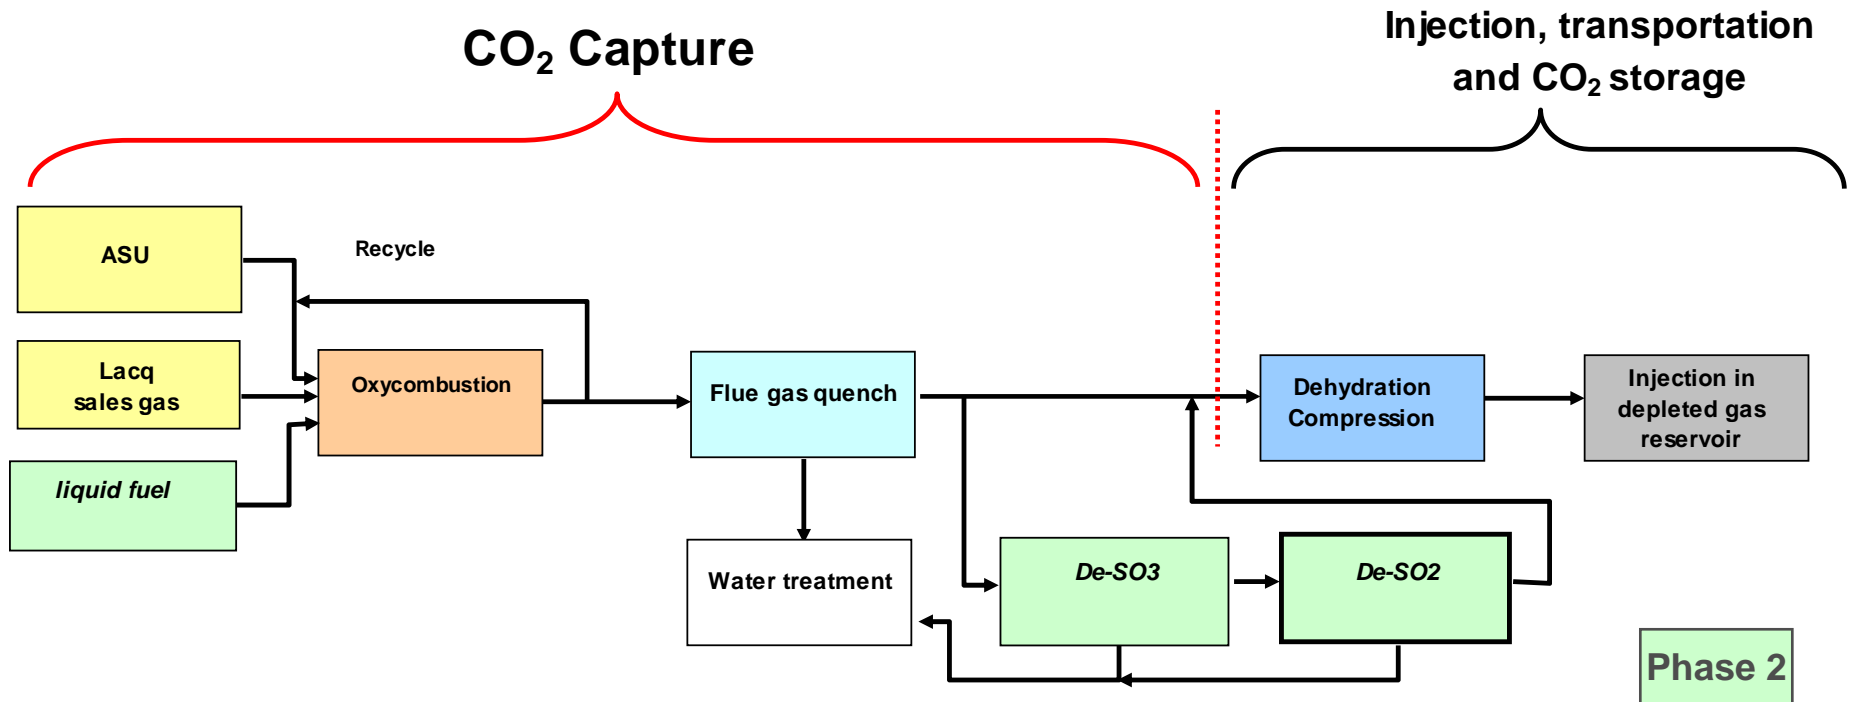 CO₂ Capture
Injection, transportation
and CO₂ storage
ASU
Recycle
Lacq
sales gas
Oxycombustion
Flue gas quench
Dehydration
Compression
Injection in
depleted gas
reservoir
liquid fuel
Water treatment
De-SO3
De-SO2
Phase 2